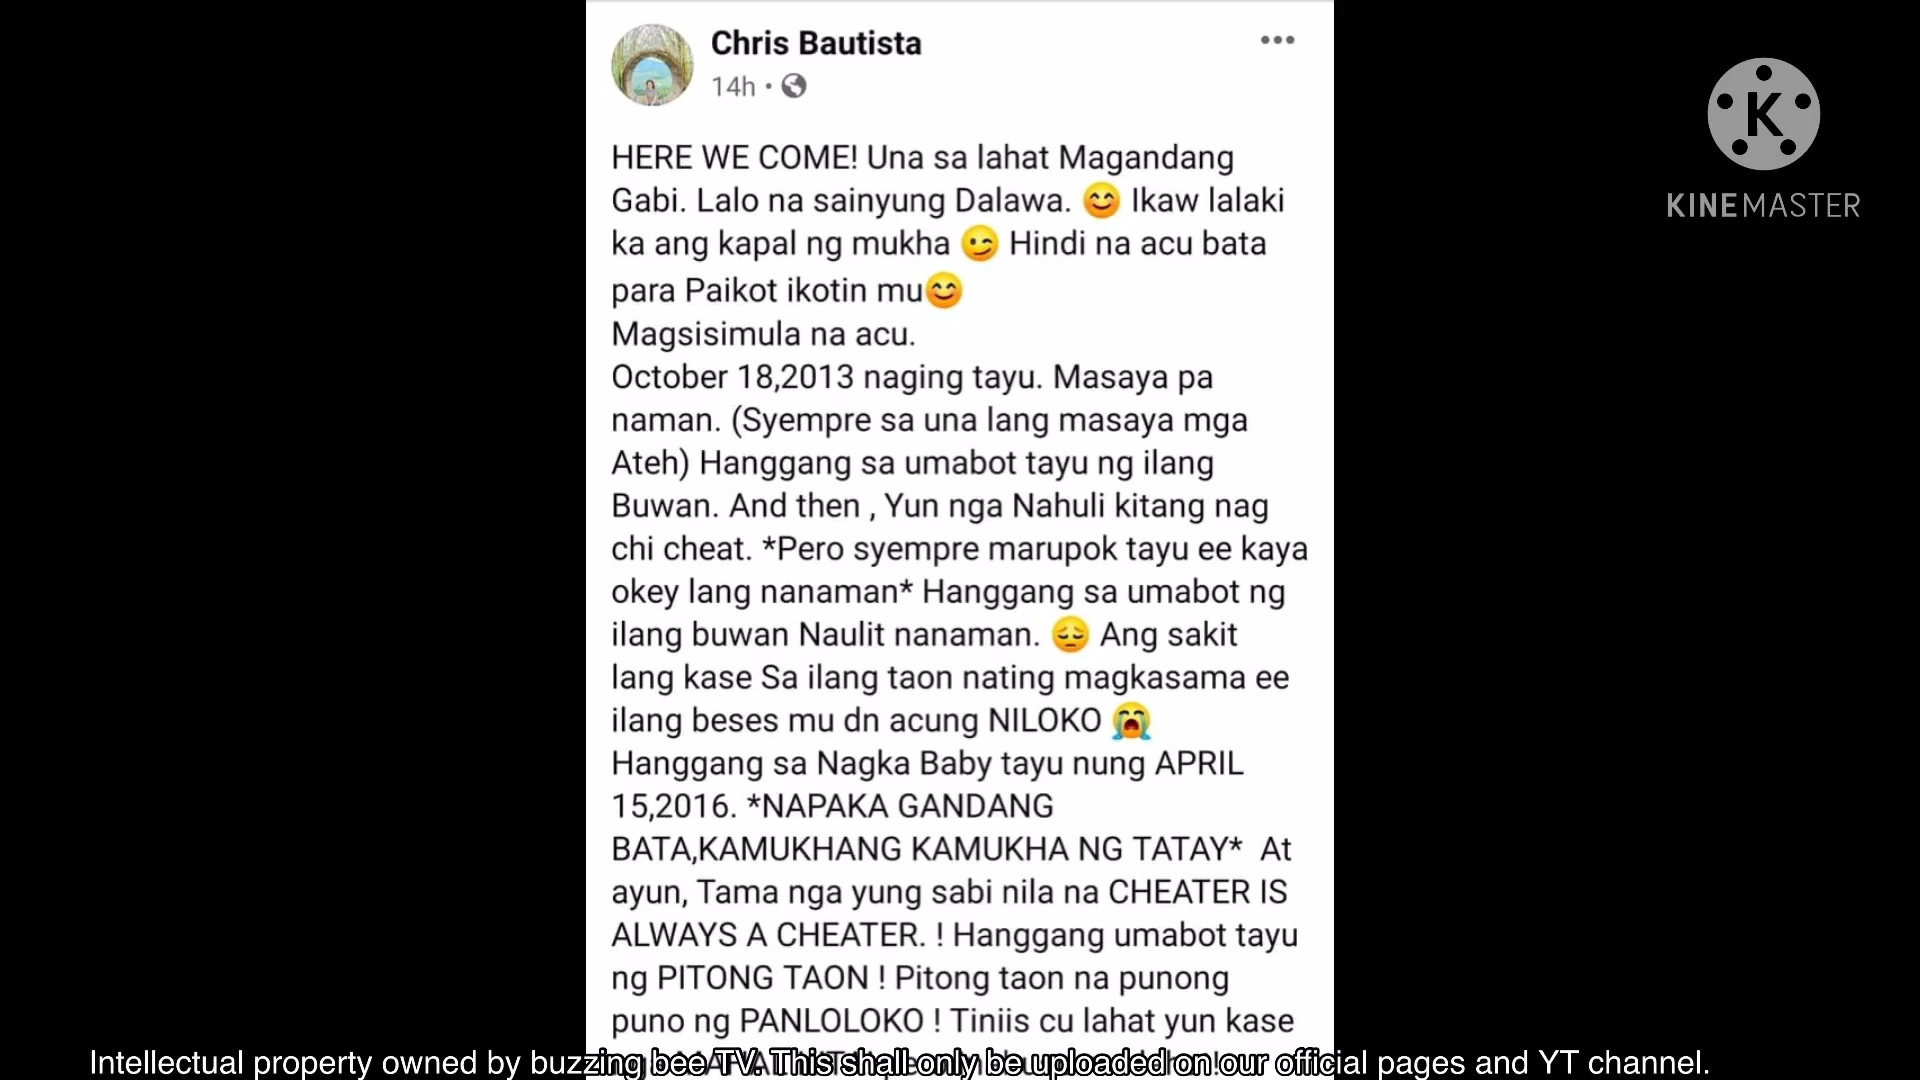 Chris Bautista
14h
HERE WE COME! Una sa lahat Magandang
Gabi. Lalo na sainyung Dalawa. 😊 Ikaw lalaki
ka ang kapal ng mukha 😉 Hindi na acu bata
para Paikot ikotin mu😊
Magsisimula na acu.
October 18,2013 naging tayu. Masaya pa
naman. (Syempre sa una lang masaya mga
Ateh) Hanggang sa umabot tayu ng ilang
Buwan. And then , Yun nga Nahuli kitang nag
chi cheat. *Pero syempre marupok tayu ee kaya
okey lang nanaman* Hanggang sa umabot ng
ilang buwan Naulit nanaman. 😔 Ang sakit
lang kase Sa ilang taon nating magkasama ee
ilang beses mu dn acung NILOKO 😭
Hanggang sa Nagka Baby tayu nung APRIL
15,2016. *NAPAKA GANDANG
BATA,KAMUKHANG KAMUKHA NG TATAY*  At
ayun, Tama nga yung sabi nila na CHEATER IS
ALWAYS A CHEATER. ! Hanggang umabot tayu
ng PITONG TAON ! Pitong taon na punong
puno ng PANLOLOKO ! Tiniis cu lahat yun kase
Intellectual property owned by buzzing bee TV. This shall only be uploaded on our official pages and YT channel.
K
KINEMASTER